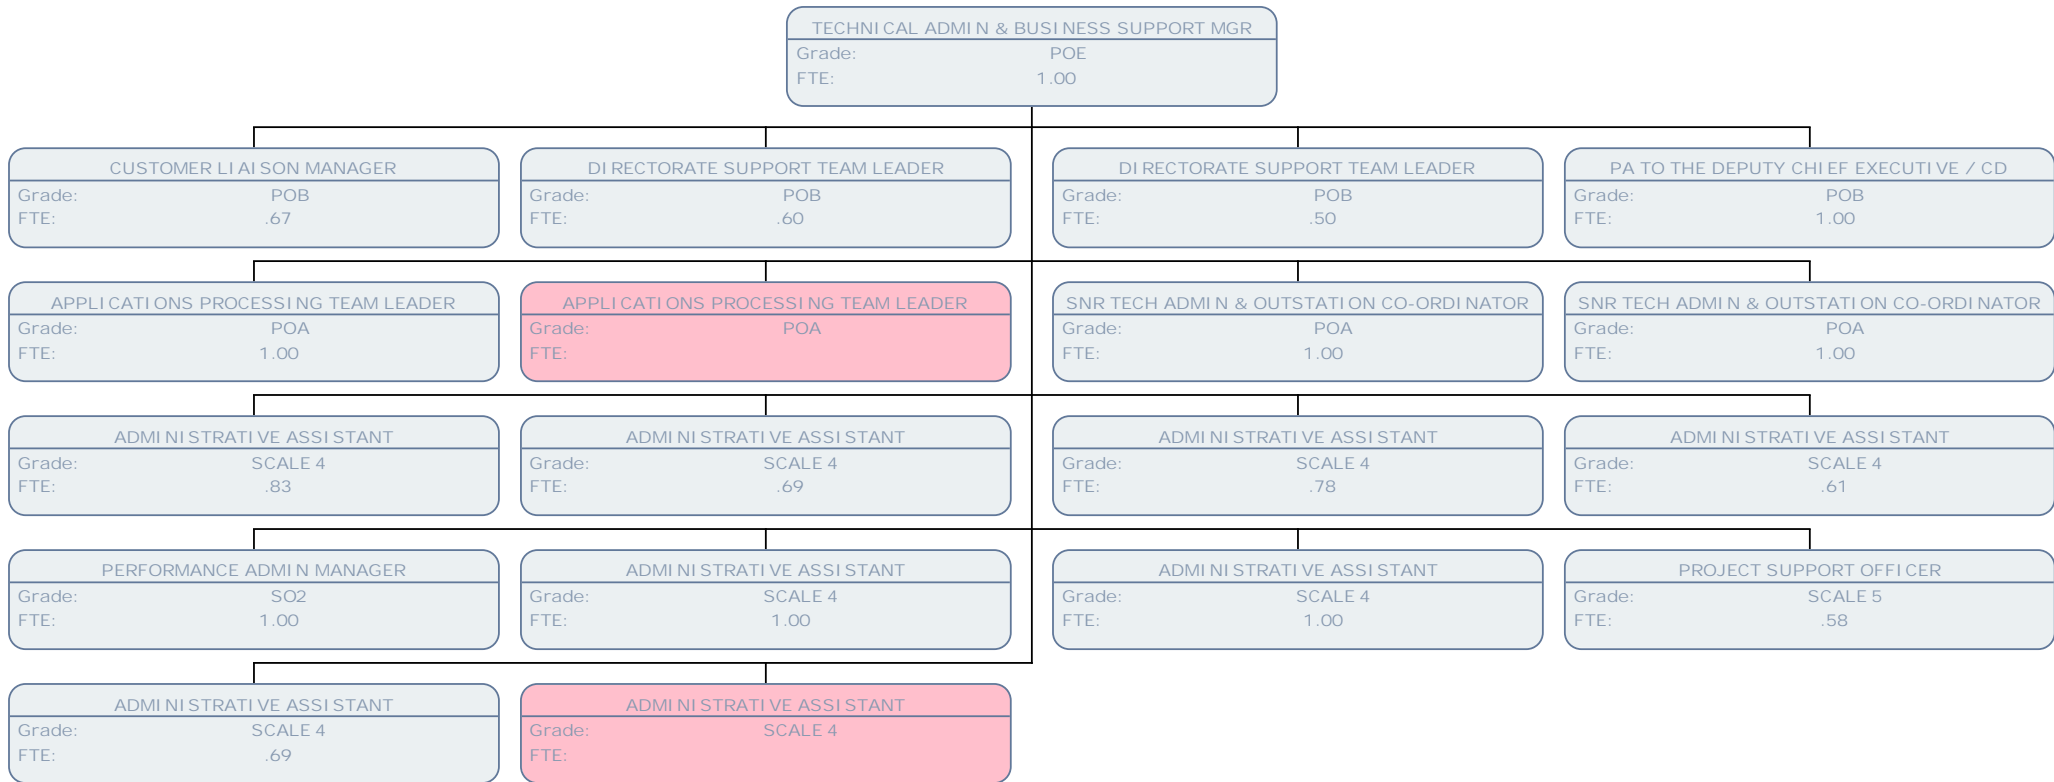 TECHNICAL ADMIN & BUSINESS SUPPORT MGR
Grade: POE
FTE: 1.00
CUSTOMER LIAISON MANAGER
Grade: POB
FTE: .67
DIRECTORATE SUPPORT TEAM LEADER
Grade: POB
FTE: .60
DIRECTORATE SUPPORT TEAM LEADER
Grade: POB
FTE: .50
PA TO THE DEPUTY CHIEF EXECUTIVE / CD
Grade: POB
FTE: 1.00
APPLICATIONS PROCESSING TEAM LEADER
Grade: POA
FTE: 1.00
APPLICATIONS PROCESSING TEAM LEADER
Grade: POA
FTE:
SNR TECH ADMIN & OUTSTATION CO-ORDINATOR
Grade: POA
FTE: 1.00
SNR TECH ADMIN & OUTSTATION CO-ORDINATOR
Grade: POA
FTE: 1.00
ADMINISTRATIVE ASSISTANT
Grade: SCALE 4
FTE: .83
ADMINISTRATIVE ASSISTANT
Grade: SCALE 4
FTE: .69
ADMINISTRATIVE ASSISTANT
Grade: SCALE 4
FTE: .78
ADMINISTRATIVE ASSISTANT
Grade: SCALE 4
FTE: .61
PERFORMANCE ADMIN MANAGER
Grade: SO2
FTE: 1.00
ADMINISTRATIVE ASSISTANT
Grade: SCALE 4
FTE: 1.00
ADMINISTRATIVE ASSISTANT
Grade: SCALE 4
FTE: 1.00
PROJECT SUPPORT OFFICER
Grade: SCALE 5
FTE: .58
ADMINISTRATIVE ASSISTANT
Grade: SCALE 4
FTE: .69
ADMINISTRATIVE ASSISTANT
Grade: SCALE 4
FTE: